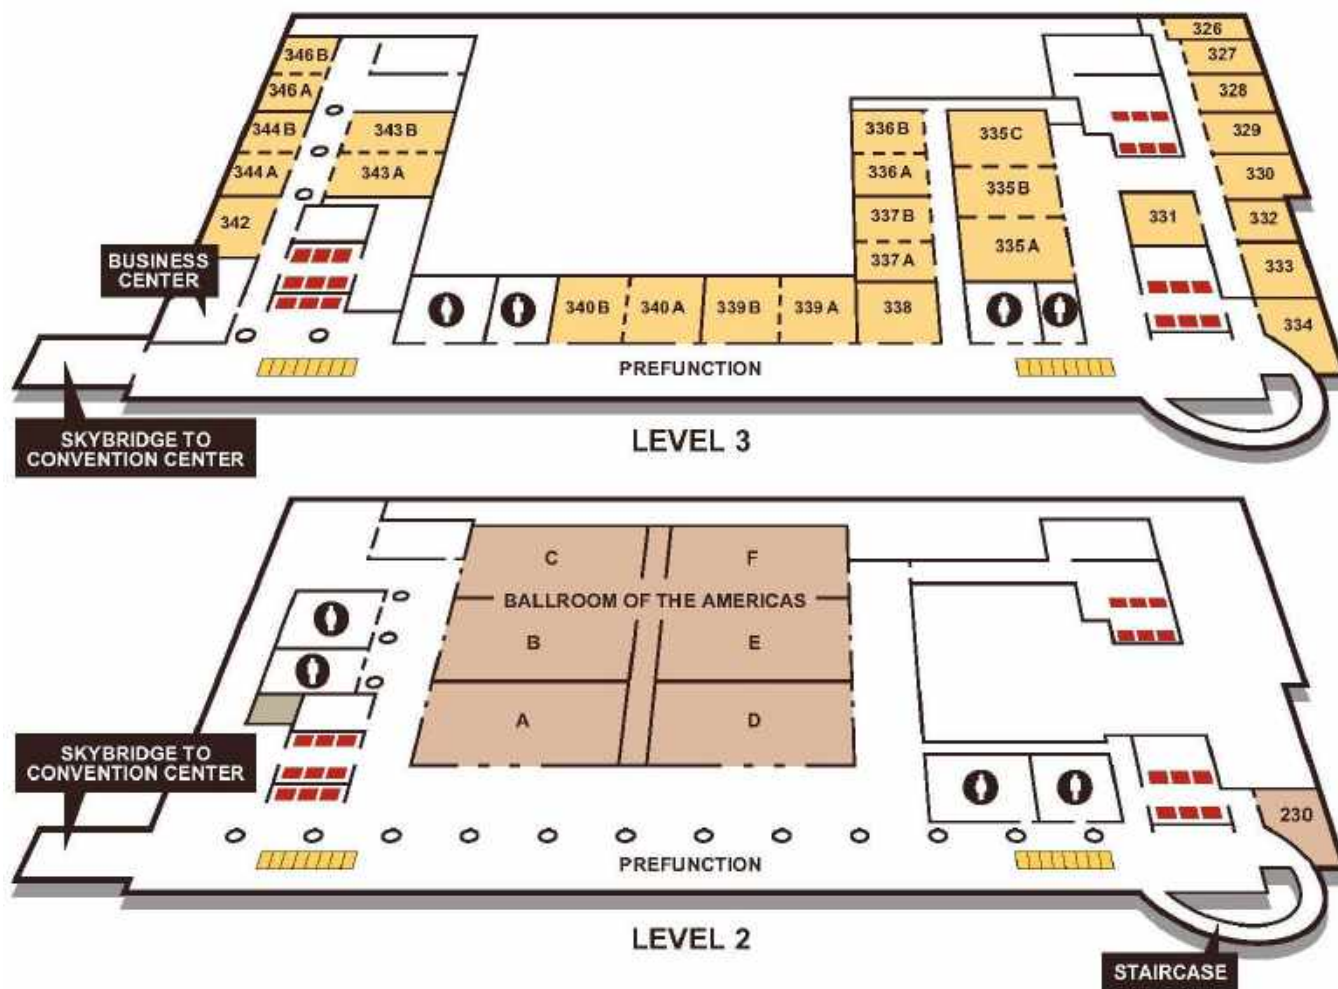 326
346 B
327
346 A
328
344 B
343 B
336 B
335 C
329
344 A
343 A
336 A
330
335 B
342
337 B
331
332
335 A
BUSINESS
CENTER
337 A
333
340 B
340 A
339 B
339 A
338
334
PREFUNCTION
SKYBRIDGE TO
CONVENTION CENTER
LEVEL 3
C
F
BALLROOM OF THE AMERICAS
B
E
A
D
SKYBRIDGE TO
CONVENTION CENTER
230
PREFUNCTION
LEVEL 2
STAIRCASE